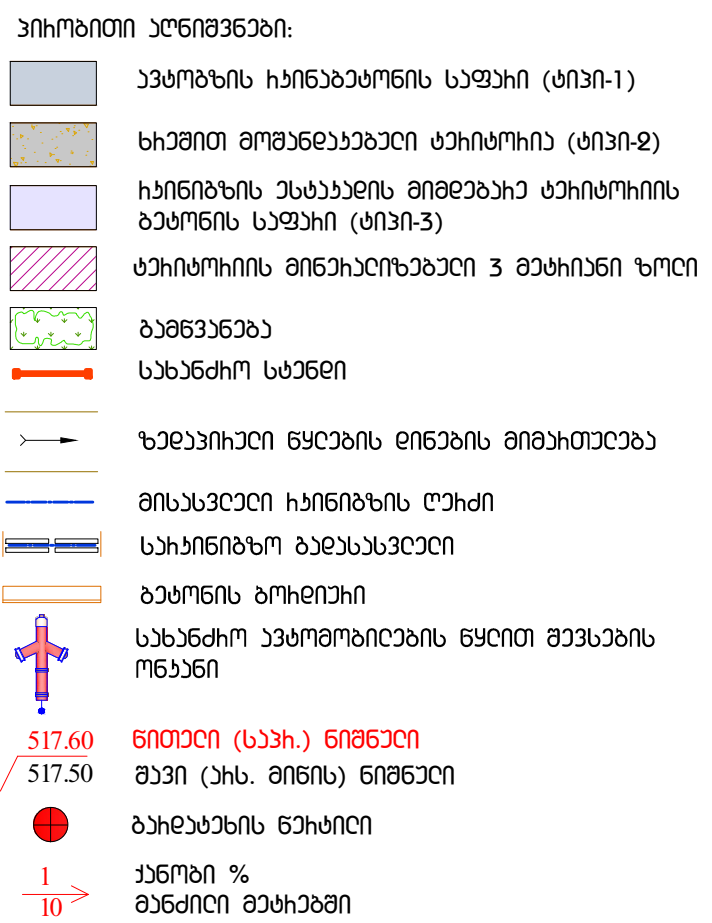 პირობითი აღნიშვნები:
ავტოგზის რკინაბეტონის საფარი (ტიპი-1)
ხრეშით მოშანდაკებული ტერიტორია (ტიპი-2)
რკინიგზის ესტაკადის მიმდებარე ტერიტორიის
ბეტონის საფარი (ტიპი-3)
ტერიტორიის მინერალიზებული 3 მეტრიანი ზოლი
გამწვანება
სახანძრო სტენდი
ზედაპირული წყლების დინების მიმართულება
მისასვლელი რკინიგზის ღერძი
სარკინიგზო გადასასვლელი
ბეტონის ბორდიური
სახანძრო ავტომობილების წყლით შევსების
ონკანი
517.60 წითელი (საპრ.) ნიშნული
517.50 შავი (არს. მიწის) ნიშნული
გარდატეხის წერტილი
1 ქანობი %
10 მანძილი მეტრებში